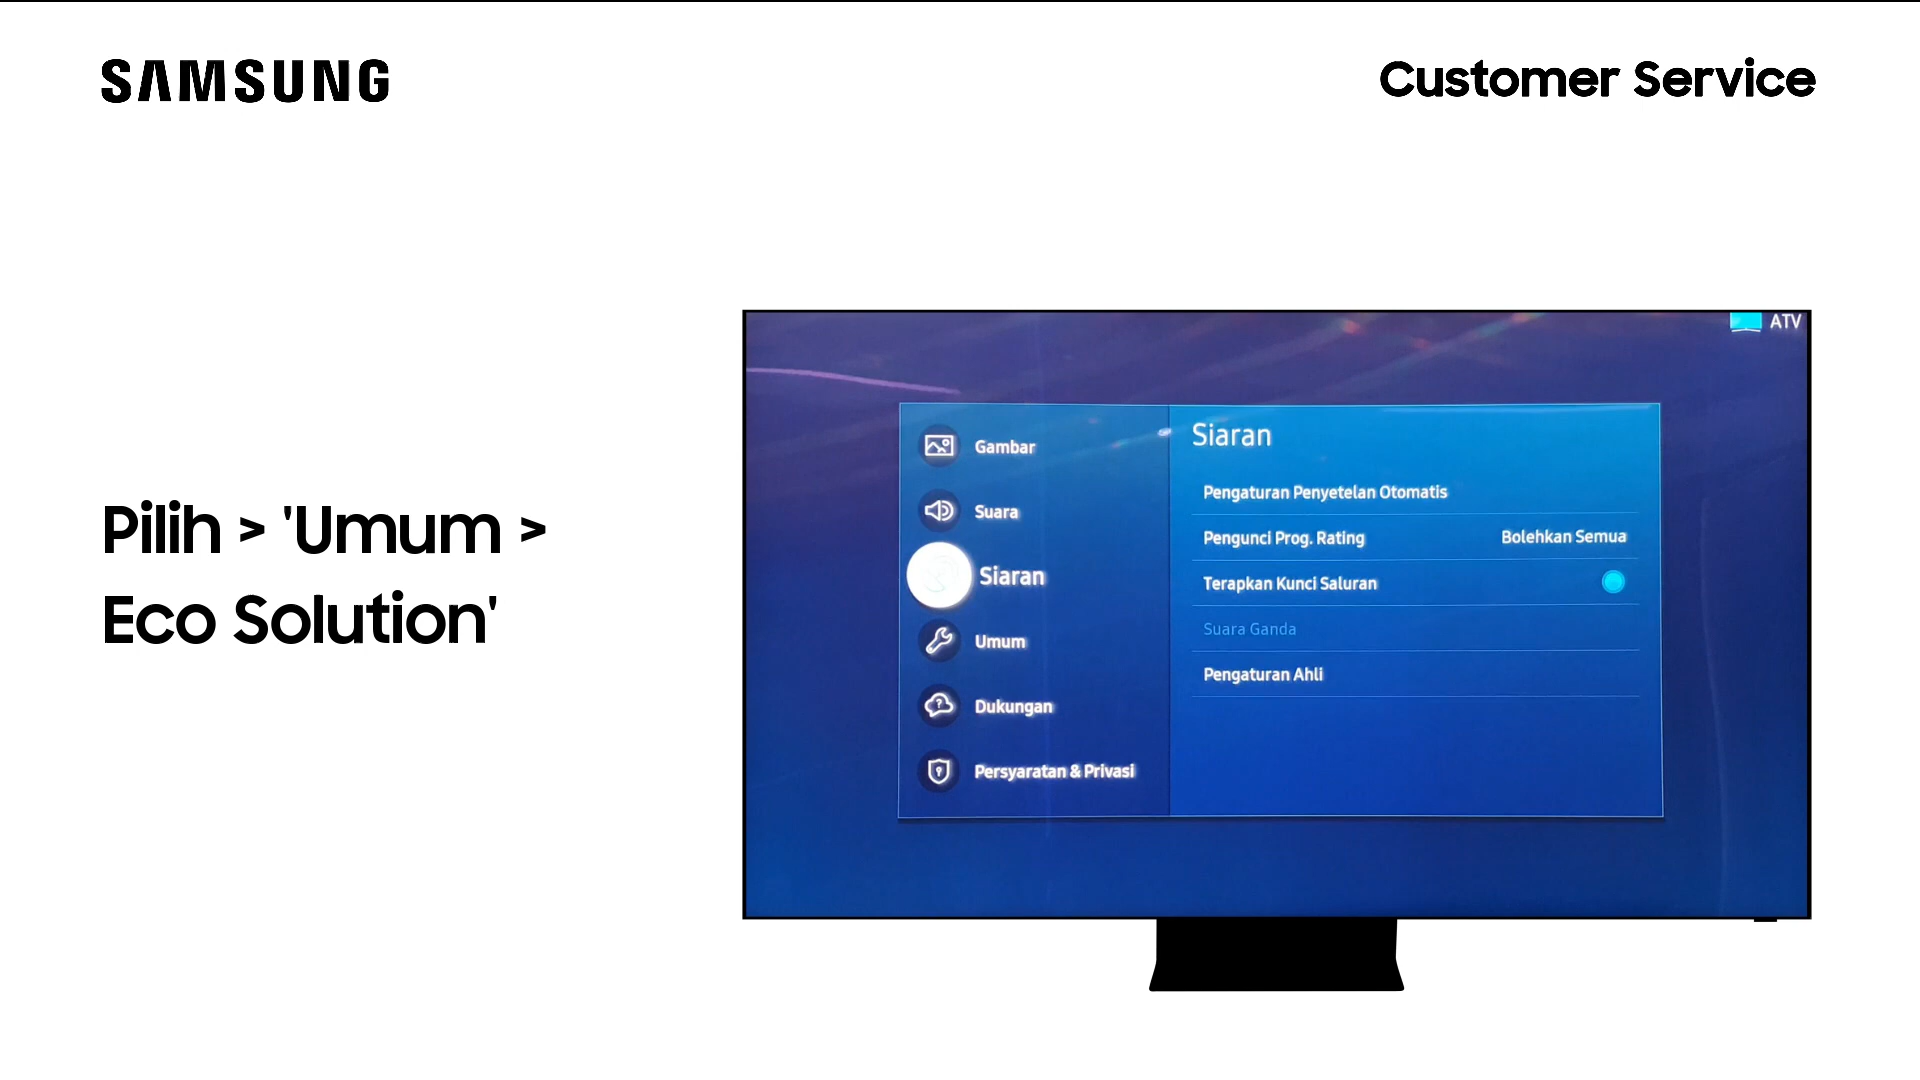 SAMSUNG
Customer Service
Pilih > 'Umum >
Eco Solution'
ATV
Gambar
Suara
Siaran
Umum
Dukungan
Persyaratan & Privasi
Siaran
Pengaturan Penyetelan Otomatis
Pengunci Prog. Rating Bolehkan Semua
Terapkan Kunci Saluran
Suara Ganda
Pengaturan Ahli